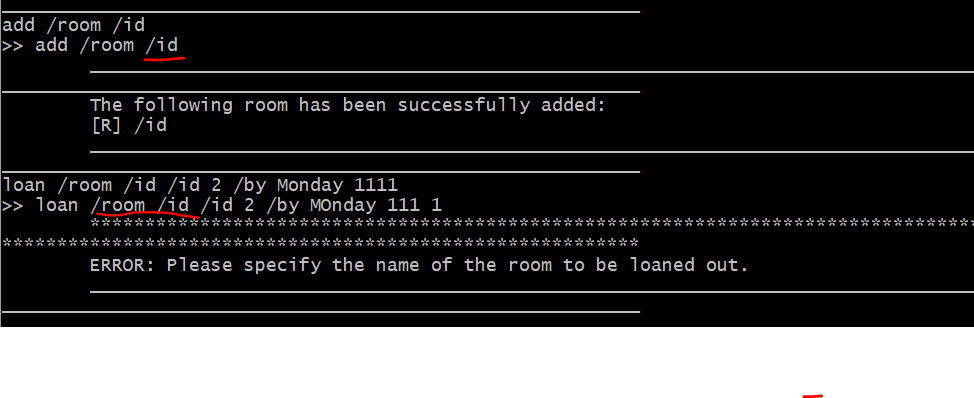 add /room /id
>> add /room /id
The following room has been successfully added:
[R] /id
loan /room /id /id 2 /by Monday 1111
>> loan /room /id /id 2 /by MOnday 111 1
*********************************************************************************
**********************************************************
ERROR: Please specify the name of the room to be loaned out.